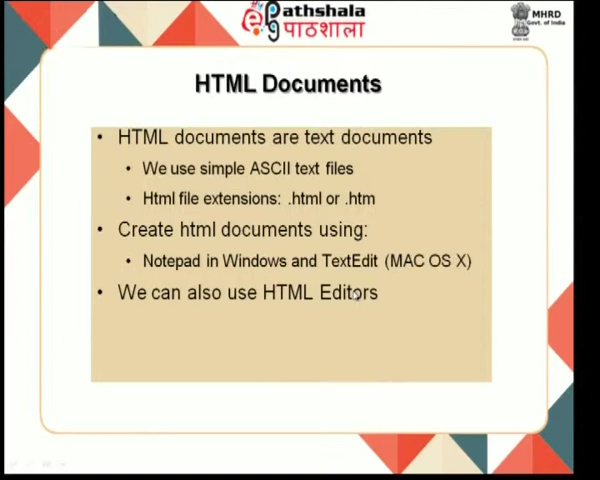 Pathshala
पाठशाला
MHRD
Govt. of India
HTML Documents
• HTML documents are text documents
• We use simple ASCII text files
• Html file extensions: .html or .htm
• Create html documents using:
• Notepad in Windows and TextEdit (MAC OS X)
• We can also use HTML Editors